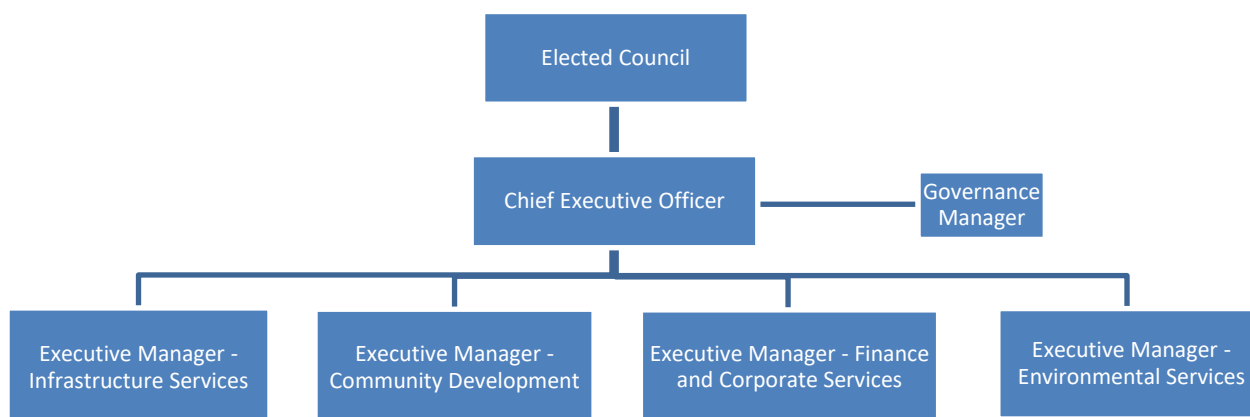 Elected Council
Chief Executive Officer
Governance
Manager
Executive Manager -
Infrastructure Services
Executive Manager -
Community Development
Executive Manager - Finance
and Corporate Services
Executive Manager -
Environmental Services